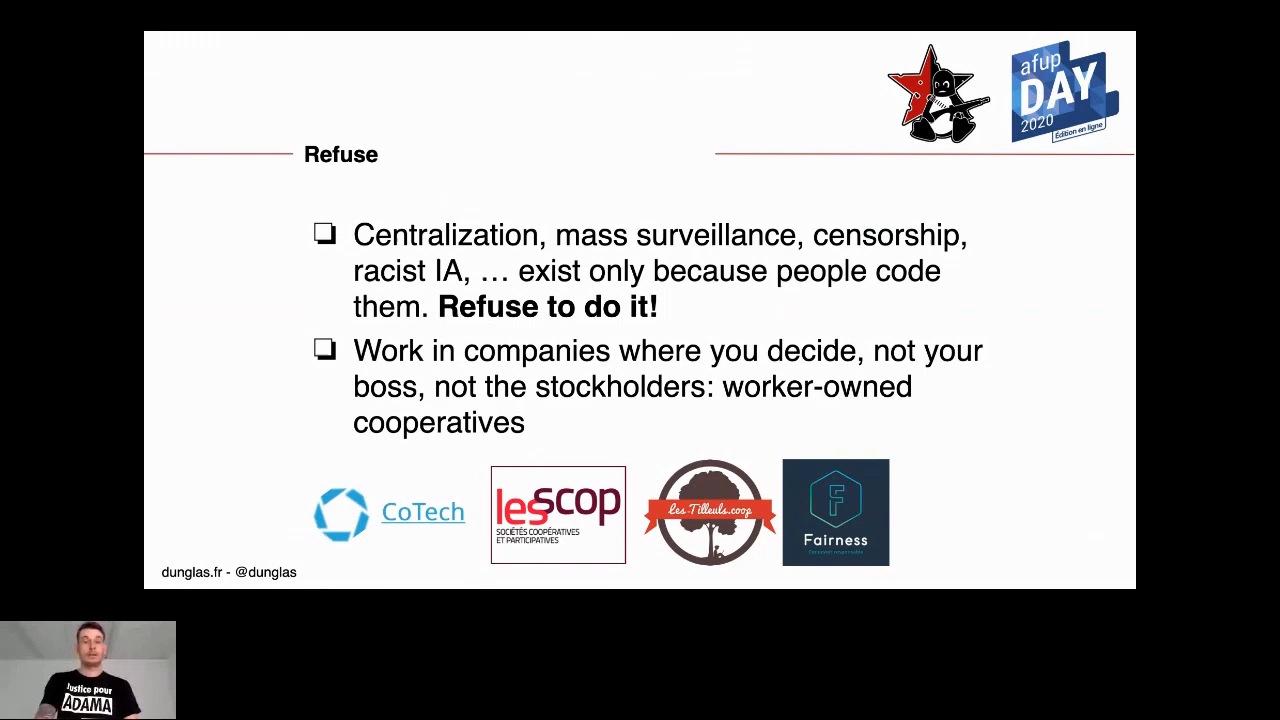 afup
DAY
2020
Édition en ligne
Refuse
Centralization, mass surveillance, censorship,
racist IA, … exist only because people code
them. Refuse to do it!
Work in companies where you decide, not your
boss, not the stockholders: worker-owned
cooperatives
CoTech
lesscop
SOCIÉTÉS COOPÉRATIVES
ET PARTICIPATIVES
Les-Tilleuls.coop
F
Fairness
dunglas.fr - @dunglas
Justice pour
ADAMA